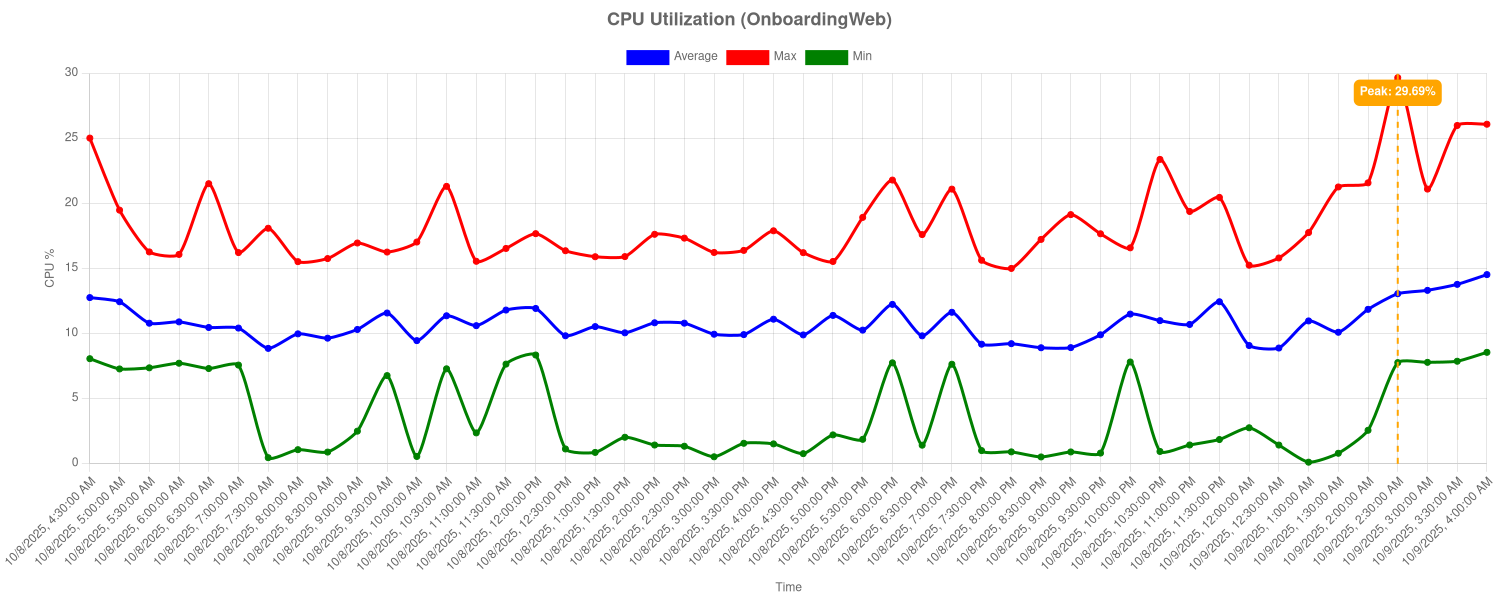 CPU Utilization (OnboardingWeb)
Average Max Min
30
25
20
15
10
5
0
CPU %
Peak: 29.69%
10/8/2025, 4:30:00 AM
10/8/2025, 5:00:00 AM
10/8/2025, 5:30:00 AM
10/8/2025, 6:00:00 AM
10/8/2025, 6:30:00 AM
10/8/2025, 7:00:00 AM
10/8/2025, 7:30:00 AM
10/8/2025, 8:00:00 AM
10/8/2025, 8:30:00 AM
10/8/2025, 9:00:00 AM
10/8/2025, 9:30:00 AM
10/8/2025, 10:00:00 AM
10/8/2025, 10:30:00 AM
10/8/2025, 11:00:00 AM
10/8/2025, 11:30:00 AM
10/8/2025, 12:00:00 PM
10/8/2025, 12:30:00 PM
10/8/2025, 1:00:00 PM
10/8/2025, 1:30:00 PM
10/8/2025, 2:00:00 PM
10/8/2025, 2:30:00 PM
10/8/2025, 3:00:00 PM
10/8/2025, 3:30:00 PM
10/8/2025, 4:00:00 PM
10/8/2025, 4:30:00 PM
10/8/2025, 5:00:00 PM
10/8/2025, 5:30:00 PM
10/8/2025, 6:00:00 PM
10/8/2025, 6:30:00 PM
10/8/2025, 7:00:00 PM
10/8/2025, 7:30:00 PM
10/8/2025, 8:00:00 PM
10/8/2025, 8:30:00 PM
10/8/2025, 9:00:00 PM
10/8/2025, 9:30:00 PM
10/8/2025, 10:00:00 PM
10/8/2025, 10:30:00 PM
10/8/2025, 11:00:00 PM
10/8/2025, 11:30:00 PM
10/9/2025, 12:00:00 AM
10/9/2025, 12:30:00 AM
10/9/2025, 1:00:00 AM
10/9/2025, 1:30:00 AM
10/9/2025, 2:00:00 AM
10/9/2025, 2:30:00 AM
10/9/2025, 3:00:00 AM
10/9/2025, 3:30:00 AM
10/9/2025, 4:00:00 AM
Time